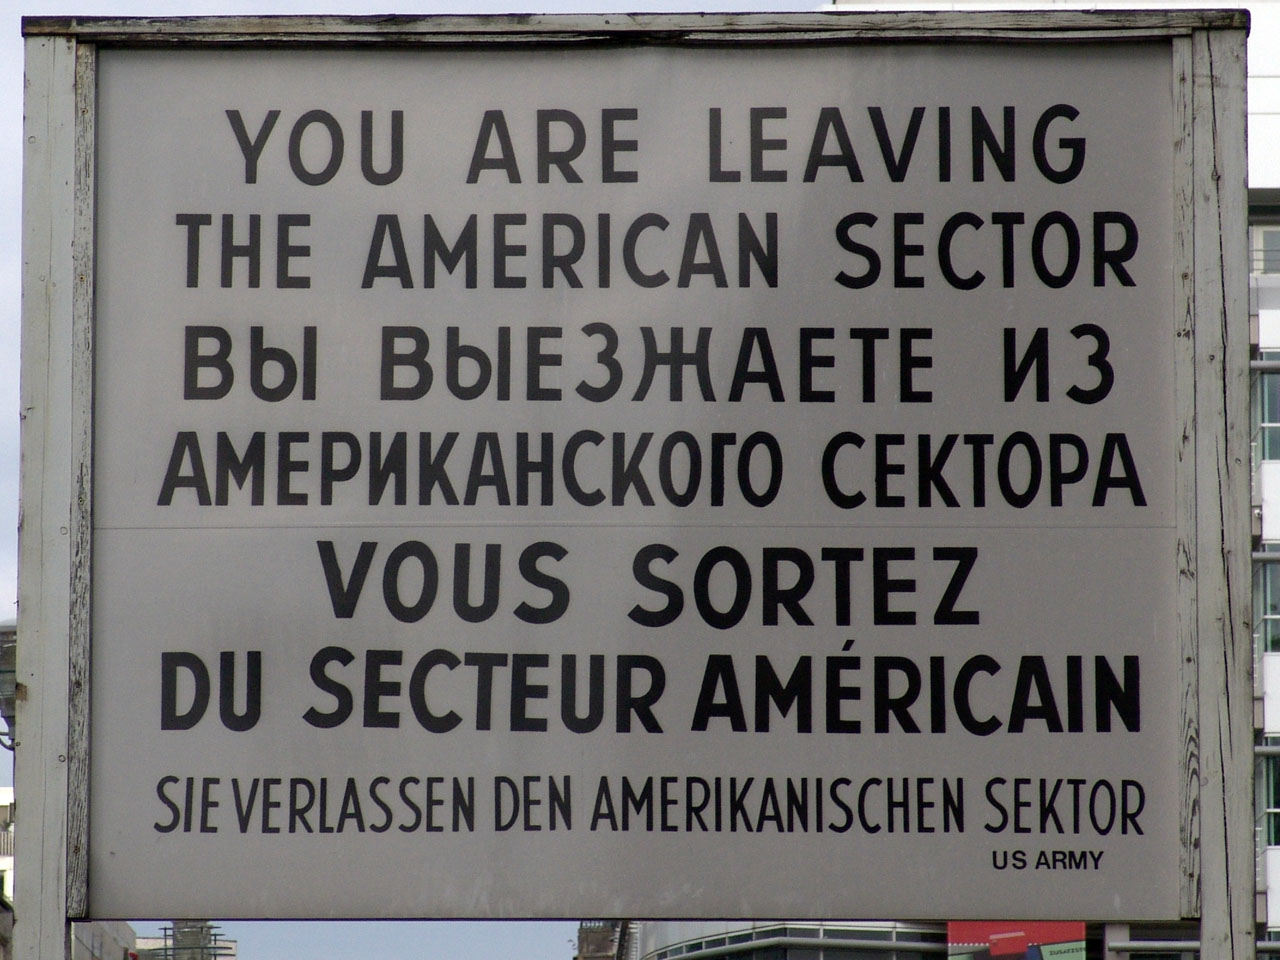 YOU ARE LEAVING
THE AMERICAN SECTOR
ВЫ ВЫЕЗЖАЕТЕ ИЗ
АМЕРИКАНСКОГО СЕКТОРА
VOUS SORTEZ
DU SECTEUR AMÉRICAIN
SIE VERLASSEN DEN AMERIKANISCHEN SEKTOR
US ARMY